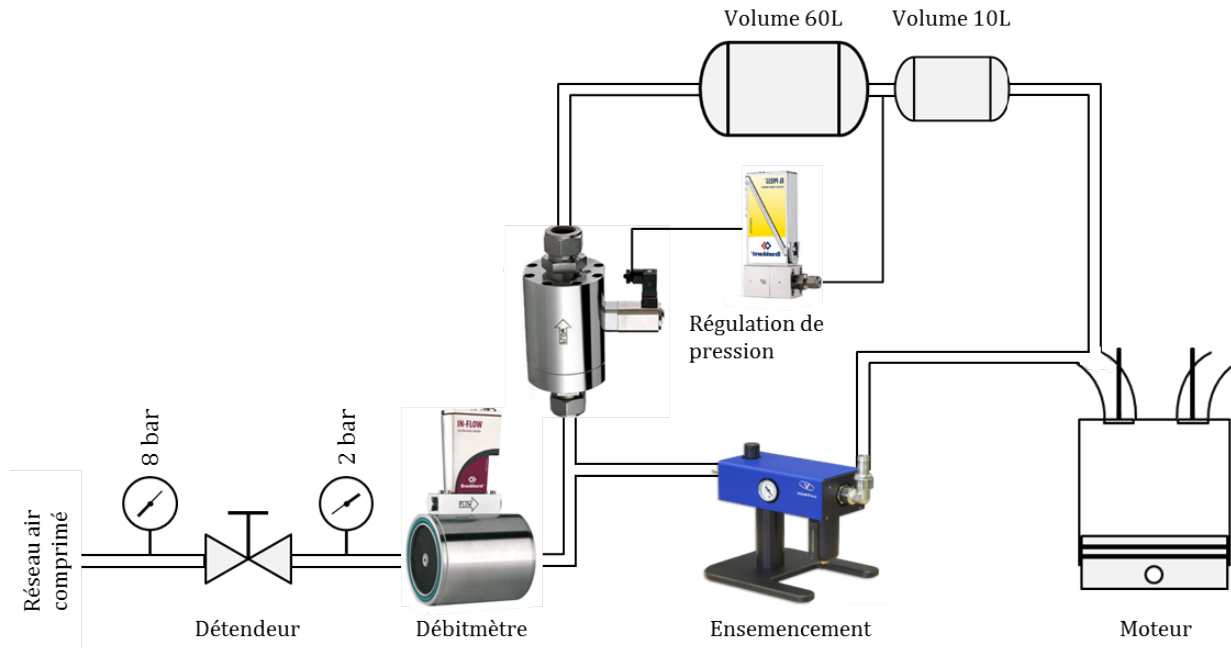 Volume 60L
Volume 10L
Régulation de
pression
8 bar
2 bar
IN-FLOW
FLOW
Réseau air
comprimé
Détendeur
Débitmètre
Ensemencement
Moteur